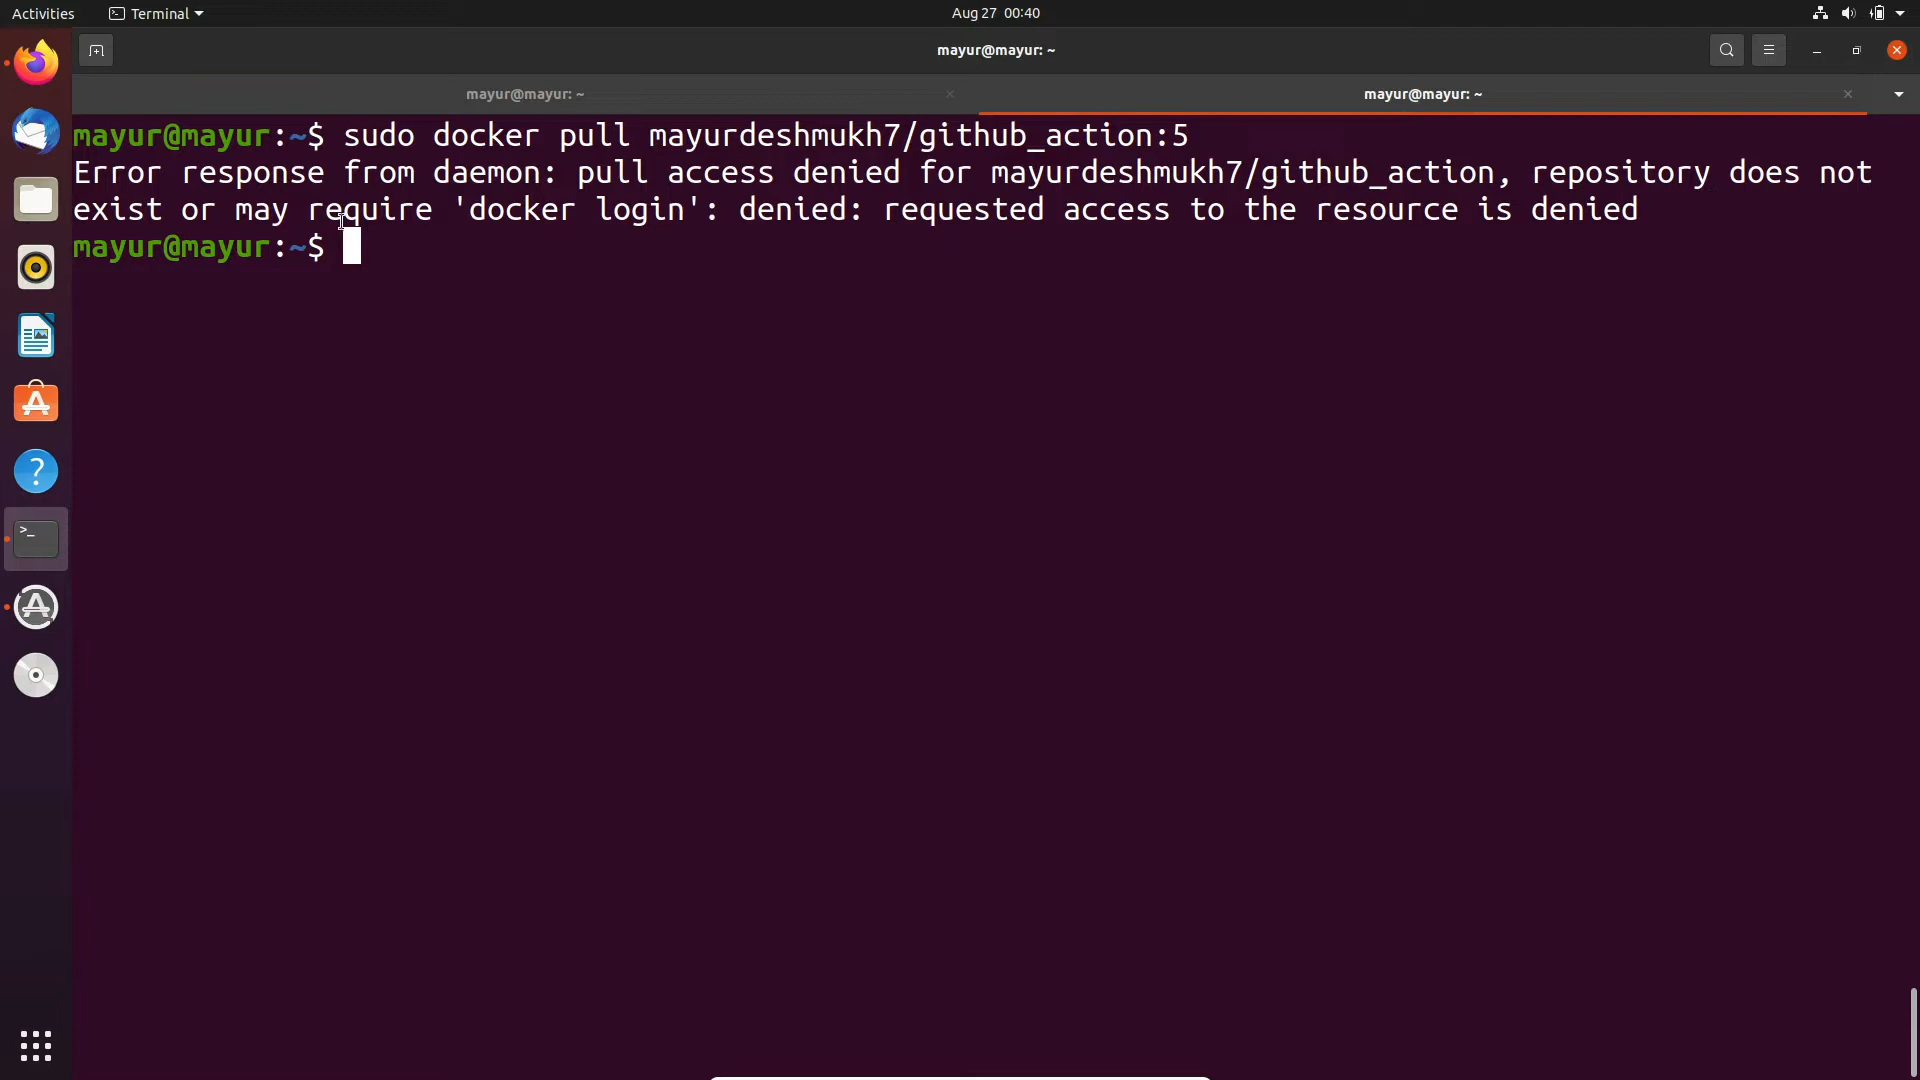 Activities Terminal Aug 27 00:40
mayur@mayur: ~
mayur@mayur: ~ mayur@mayur: ~
mayur@mayur:~$ sudo docker pull mayurdeshmukh7/github_action:5
Error response from daemon: pull access denied for mayurdeshmukh7/github_action, repository does not
exist or may require 'docker login': denied: requested access to the resource is denied
mayur@mayur:~$